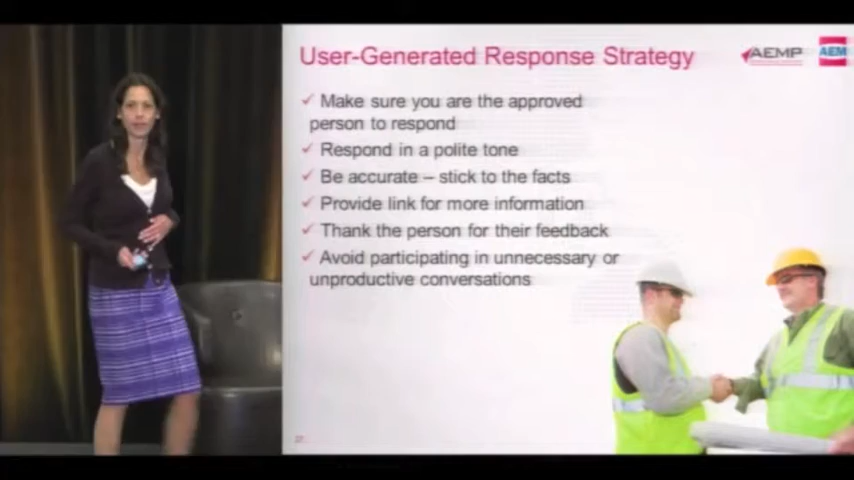 User-Generated Response Strategy
AEMP
AEM
✓ Make sure you are the approved
person to respond
✓ Respond in a polite tone
✓ Be accurate – stick to the facts
✓ Provide link for more information
✓ Thank the person for their feedback
✓ Avoid participating in unnecessary or
unproductive conversations